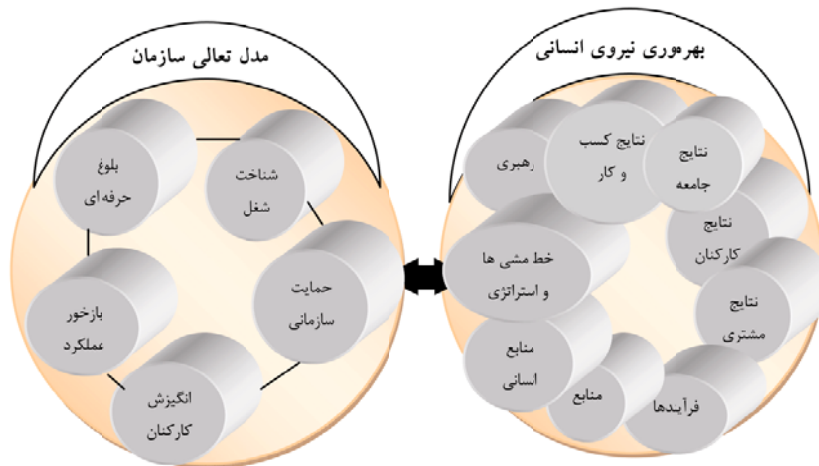 بهره‌وری نیروی انسانی
نتایج
جامعه
نتایج کسب
و کار
رهبری
نتایج
کارکنان
خط مشی ها
و استراتژی
نتایج
مشتری
منابع
انسانی
منابع
فرآیندها
مدل تعالی سازمان
شناخت
شغل
بلوغ
حرفه‌ای
حمایت
سازمانی
بازخور
عملکرد
انگیزش
کارکنان